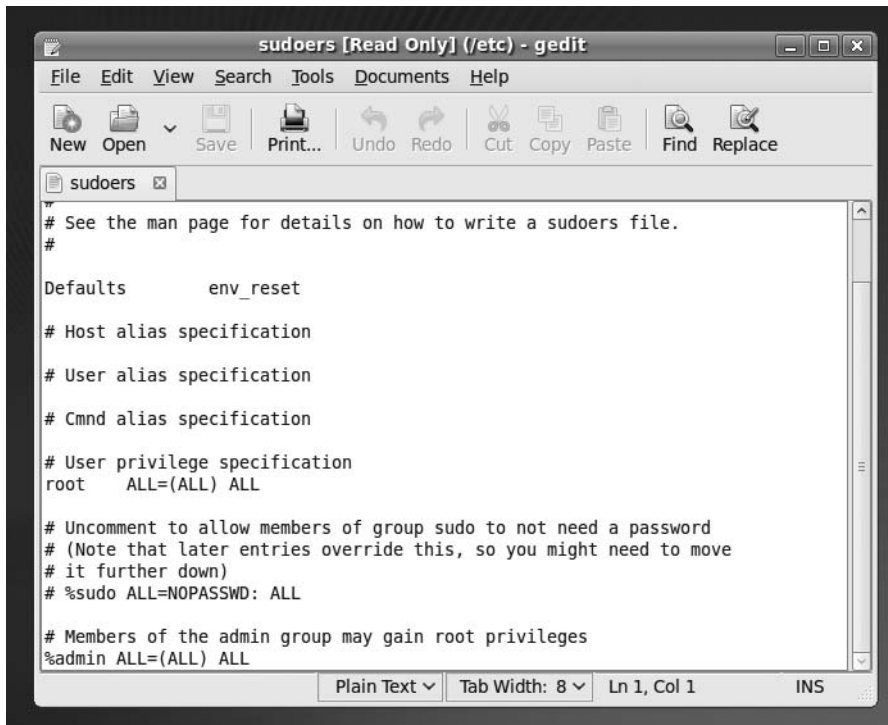 sudoers [Read Only] (/etc) - gedit
File Edit View Search Tools Documents Help
New Open Save Print... Undo Redo Cut Copy Paste Find Replace
sudoers
#
# See the man page for details on how to write a sudoers file.
#
Defaults        env_reset
# Host alias specification
# User alias specification
# Cmnd alias specification
# User privilege specification
root    ALL=(ALL) ALL
# Uncomment to allow members of group sudo to not need a password
# (Note that later entries override this, so you might need to move
# it further down)
# %sudo ALL=NOPASSWD: ALL
# Members of the admin group may gain root privileges
%admin ALL=(ALL) ALL
Plain Text Tab Width: 8 Ln 1, Col 1 INS